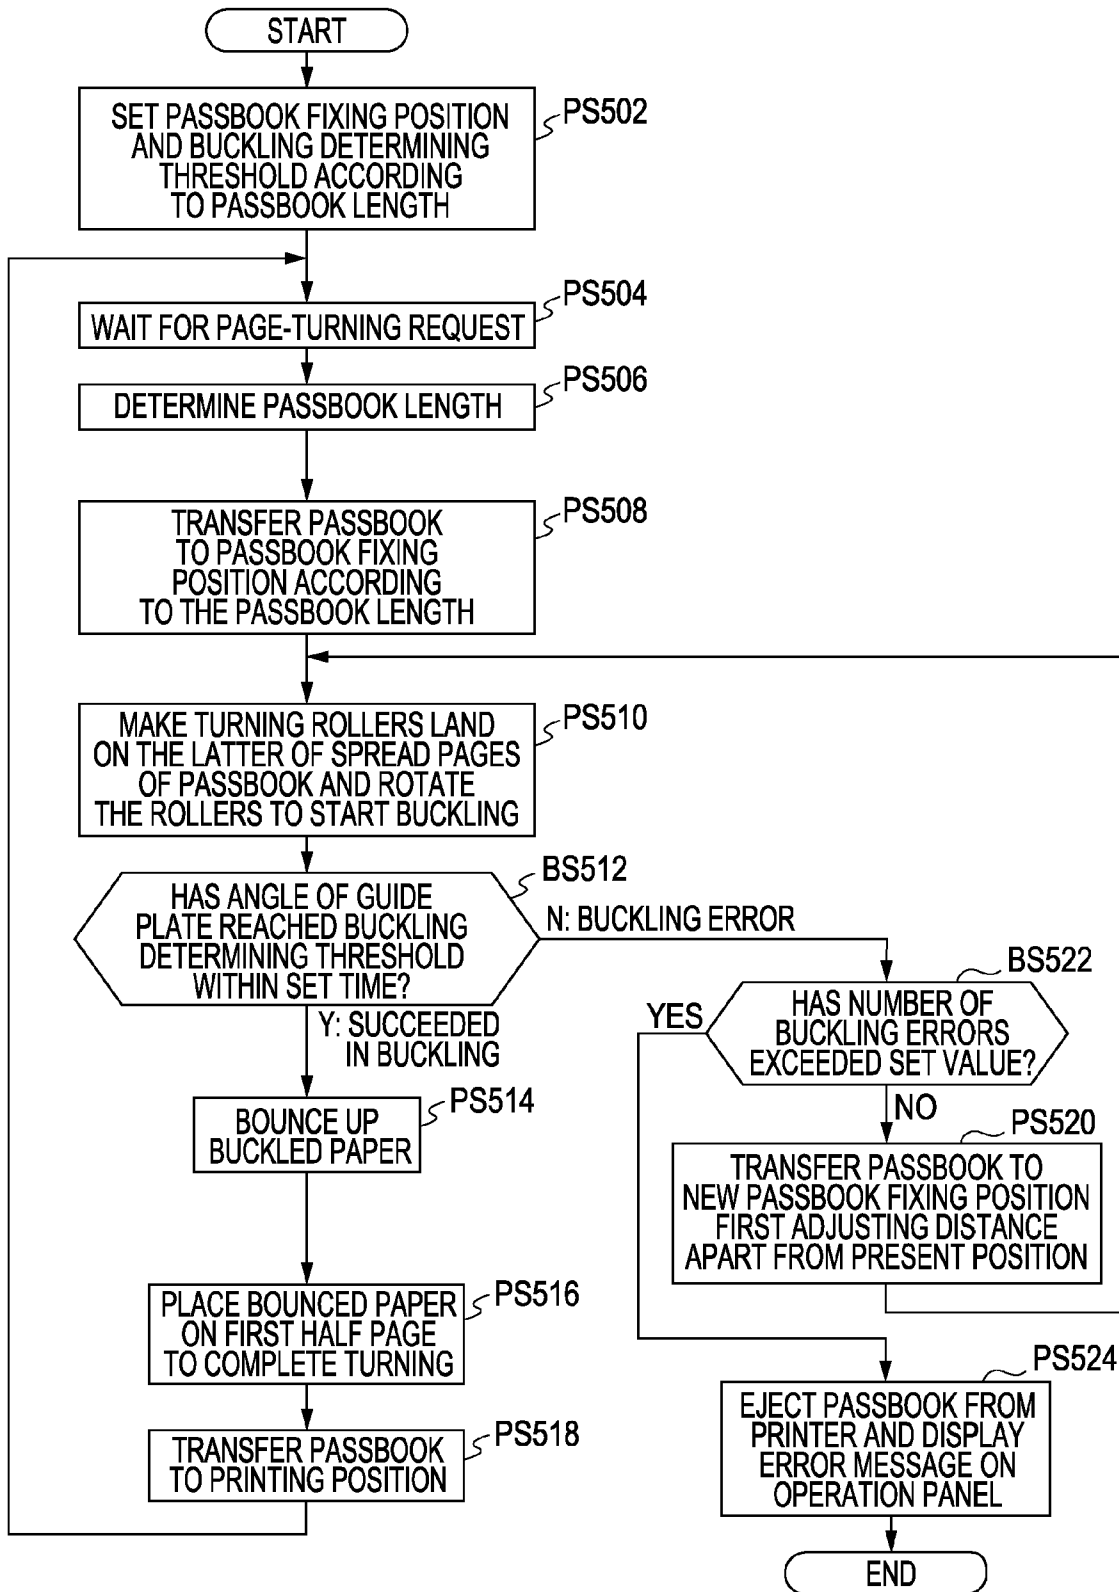 START
SET PASSBOOK FIXING POSITION
AND BUCKLING DETERMINING
THRESHOLD ACCORDING
TO PASSBOOK LENGTH
PS502
WAIT FOR PAGE-TURNING REQUEST
PS504
DETERMINE PASSBOOK LENGTH
PS506
TRANSFER PASSBOOK
TO PASSBOOK FIXING
POSITION ACCORDING
TO THE PASSBOOK LENGTH
PS508
MAKE TURNING ROLLERS LAND
ON THE LATTER OF SPREAD PAGES
OF PASSBOOK AND ROTATE
THE ROLLERS TO START BUCKLING
PS510
HAS ANGLE OF GUIDE
PLATE REACHED BUCKLING
DETERMINING THRESHOLD
WITHIN SET TIME?
BS512
N: BUCKLING ERROR
Y: SUCCEEDED
IN BUCKLING
BOUNCE UP
BUCKLED PAPER
PS514
PLACE BOUNCED PAPER
ON FIRST HALF PAGE
TO COMPLETE TURNING
PS516
TRANSFER PASSBOOK
TO PRINTING POSITION
PS518
BS522
HAS NUMBER OF
BUCKLING ERRORS
EXCEEDED SET VALUE?
YES
NO
PS520
TRANSFER PASSBOOK TO
NEW PASSBOOK FIXING POSITION
FIRST ADJUSTING DISTANCE
APART FROM PRESENT POSITION
PS524
EJECT PASSBOOK FROM
PRINTER AND DISPLAY
ERROR MESSAGE ON
OPERATION PANEL
END